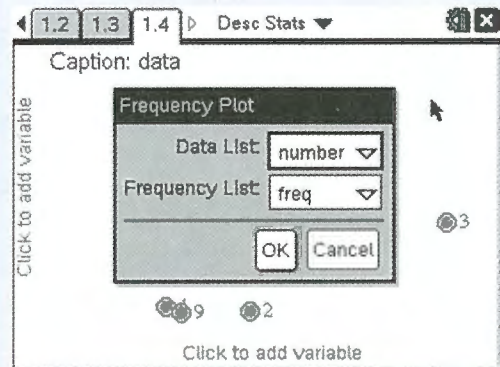 1.2 1.3 1.4 Desc Stats
Caption: data
Click to add variable
Frequency Plot
Data List: number
Frequency List: freq
OK Cancel
3
9 2
Click to add variable